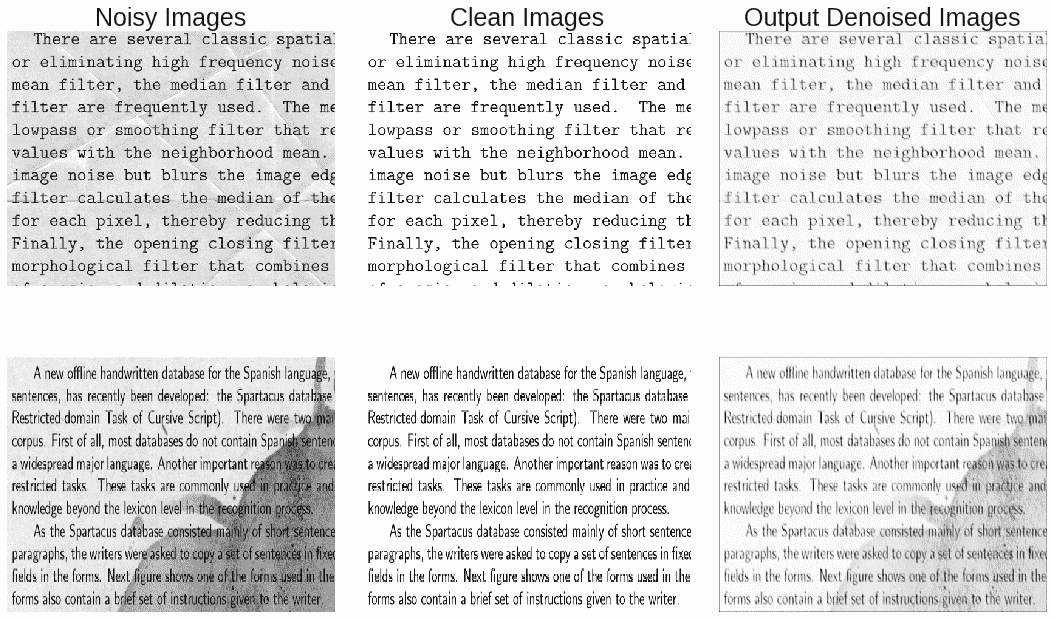 Noisy Images
There are several classic spatia
or eliminating high frequency noise
mean filter, the median filter and
filter are frequently used. The me
lowpass or smoothing filter that re
values with the neighborhood mean.
image noise but blurs the image edg
filter calculates the median of the
for each pixel, thereby reducing th
Finally, the opening closing filter
morphological filter that combines
Clean Images
There are several classic spatial
or eliminating high frequency noise
mean filter, the median filter and
filter are frequently used. The me
lowpass or smoothing filter that re
values with the neighborhood mean.
image noise but blurs the image edg
filter calculates the median of the
for each pixel, thereby reducing th
Finally, the opening closing filter
morphological filter that combines
Output Denoised Images
There are several classic spatia
or eliminating high frequency noise
mean filter, the median filter and
filter are frequently used. The me
lowpass or smoothing filter that re
values with the neighborhood mean.
image noise but blurs the image edg
filter calculates the median of the
for each pixel, thereby reducing th
Finally, the opening closing filter
morphological filter that combines
A new offline handwritten database for the Spanish language,
sentences, has recently been developed: the Spartacus database
Restricted-domain Task of Cursive Script). There were two mai
corpus. First of all, most databases do not contain Spanish sentenc
a widespread major language. Another important reason was to crea
restricted tasks. These tasks are commonly used in practice and
knowledge beyond the lexicon level in the recognition process.
As the Spartacus database consisted mainly of short sentence
paragraphs, the writers were asked to copy a set of sentences in fixed
fields in the forms. Next figure shows one of the forms used in the
forms also contain a brief set of instructions given to the writer.
A new offline handwritten database for the Spanish language,
sentences, has recently been developed: the Spartacus database
Restricted-domain Task of Cursive Script). There were two mai
corpus. First of all, most databases do not contain Spanish sentenc
a widespread major language. Another important reason was to crea
restricted tasks. These tasks are commonly used in practice and
knowledge beyond the lexicon level in the recognition process.
As the Spartacus database consisted mainly of short sentence
paragraphs, the writers were asked to copy a set of sentences in fixed
fields in the forms. Next figure shows one of the forms used in the
forms also contain a brief set of instructions given to the writer.
A new offline handwritten database for the Spanish language,
sentences, has recently been developed: the Spartacus database
Restricted-domain Task of Cursive Script). There were two mai
corpus. First of all, most databases do not contain Spanish sentenc
a widespread major language. Another important reason was to crea
restricted tasks. These tasks are commonly used in practice and
knowledge beyond the lexicon level in the recognition process.
As the Spartacus database consisted mainly of short sentence
paragraphs, the writers were asked to copy a set of sentences in fixed
fields in the forms. Next figure shows one of the forms used in the
forms also contain a brief set of instructions given to the writer.